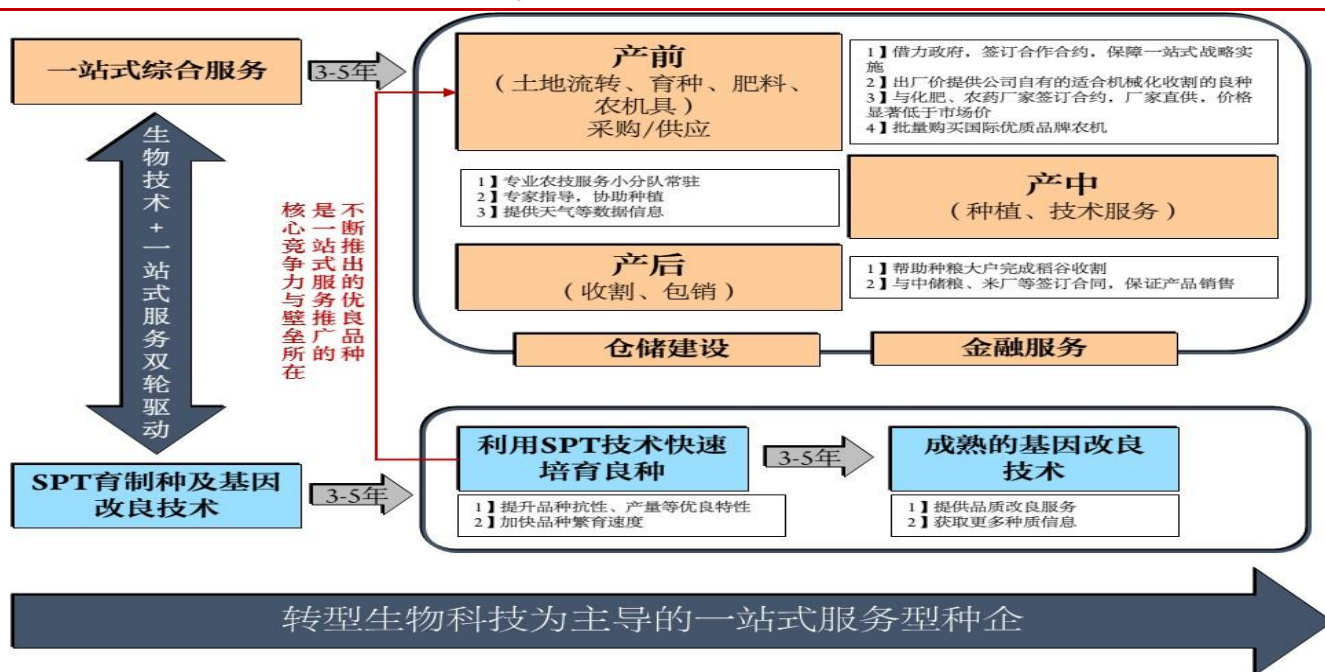 一站式综合服务
3-5年
产前
（土地流转、育种、肥料、
农机具）
采购/供应
1】借力政府，签订合作合约，保障一站式战略实
施
2】出厂价提供公司自有的适合机械化收割的良种
3】与化肥、农药厂家签订合约，厂家直供，价格
显著低于市场价
4】批量购买国际优质品牌农机
1】专业农技服务小分队常驻
2】专家指导，协助种植
3】提供天气等数据信息
产中
（种植、技术服务）
产后
（收割、包销）
1】帮助种粮大户完成稻谷收割
2】与中储粮、米厂等签订合同，保证产品销售
仓储建设
金融服务
生物技术+一站式服务双轮驱动
不断推出的优良品种
是一站式服务推广的
核心竞争力与壁垒所在
SPT育制种及基因
改良技术
3-5年
利用SPT技术快速
培育良种
1】提升品种抗性、产量等优良特性
2】加快品种繁育速度
3-5年
成熟的基因改良
技术
1】提供品质改良服务
2】获取更多种质信息
转型生物科技为主导的一站式服务型种企